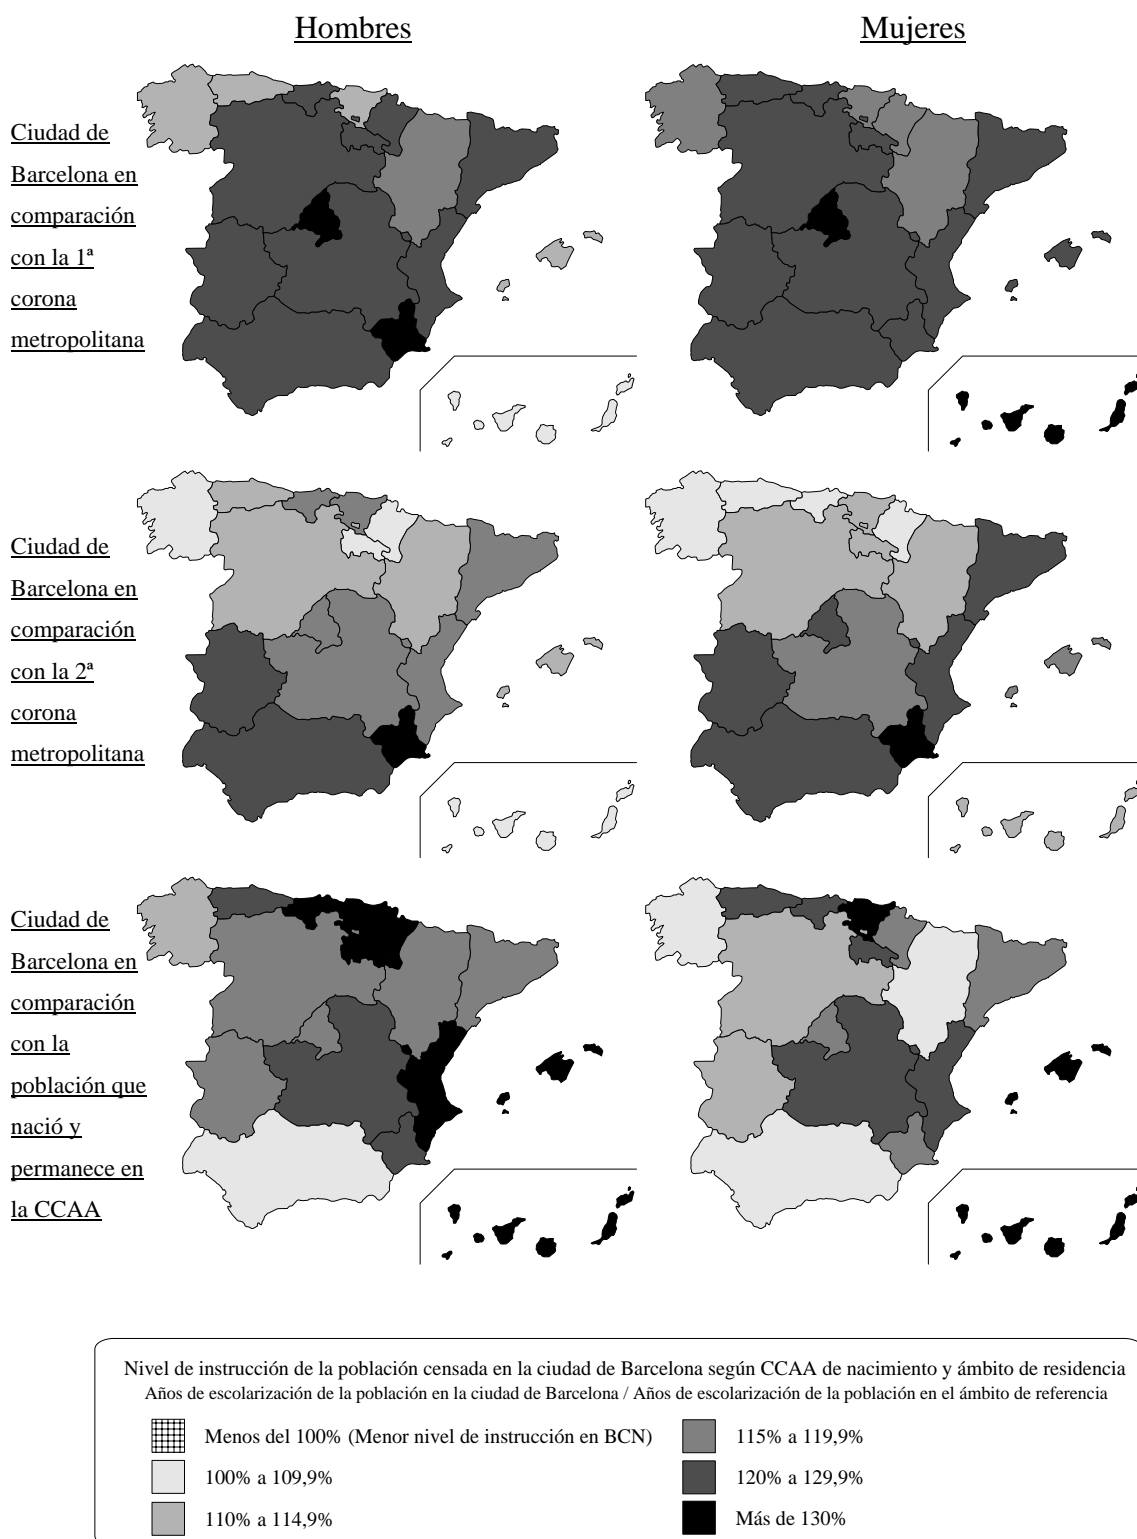 Hombres
Mujeres
Ciudad de
Barcelona en
comparación
con la 1ª
corona
metropolitana
Ciudad de
Barcelona en
comparación
con la 2ª
corona
metropolitana
Ciudad de
Barcelona en
comparación
con la
población que
nació y
permanece en
la CCAA
Nivel de instrucción de la población censada en la ciudad de Barcelona según CCAA de nacimiento y ámbito de residencia
Años de escolarización de la población en la ciudad de Barcelona / Años de escolarización de la población en el ámbito de referencia
Menos del 100% (Menor nivel de instrucción en BCN)
100% a 109,9%
110% a 114,9%
115% a 119,9%
120% a 129,9%
Más de 130%